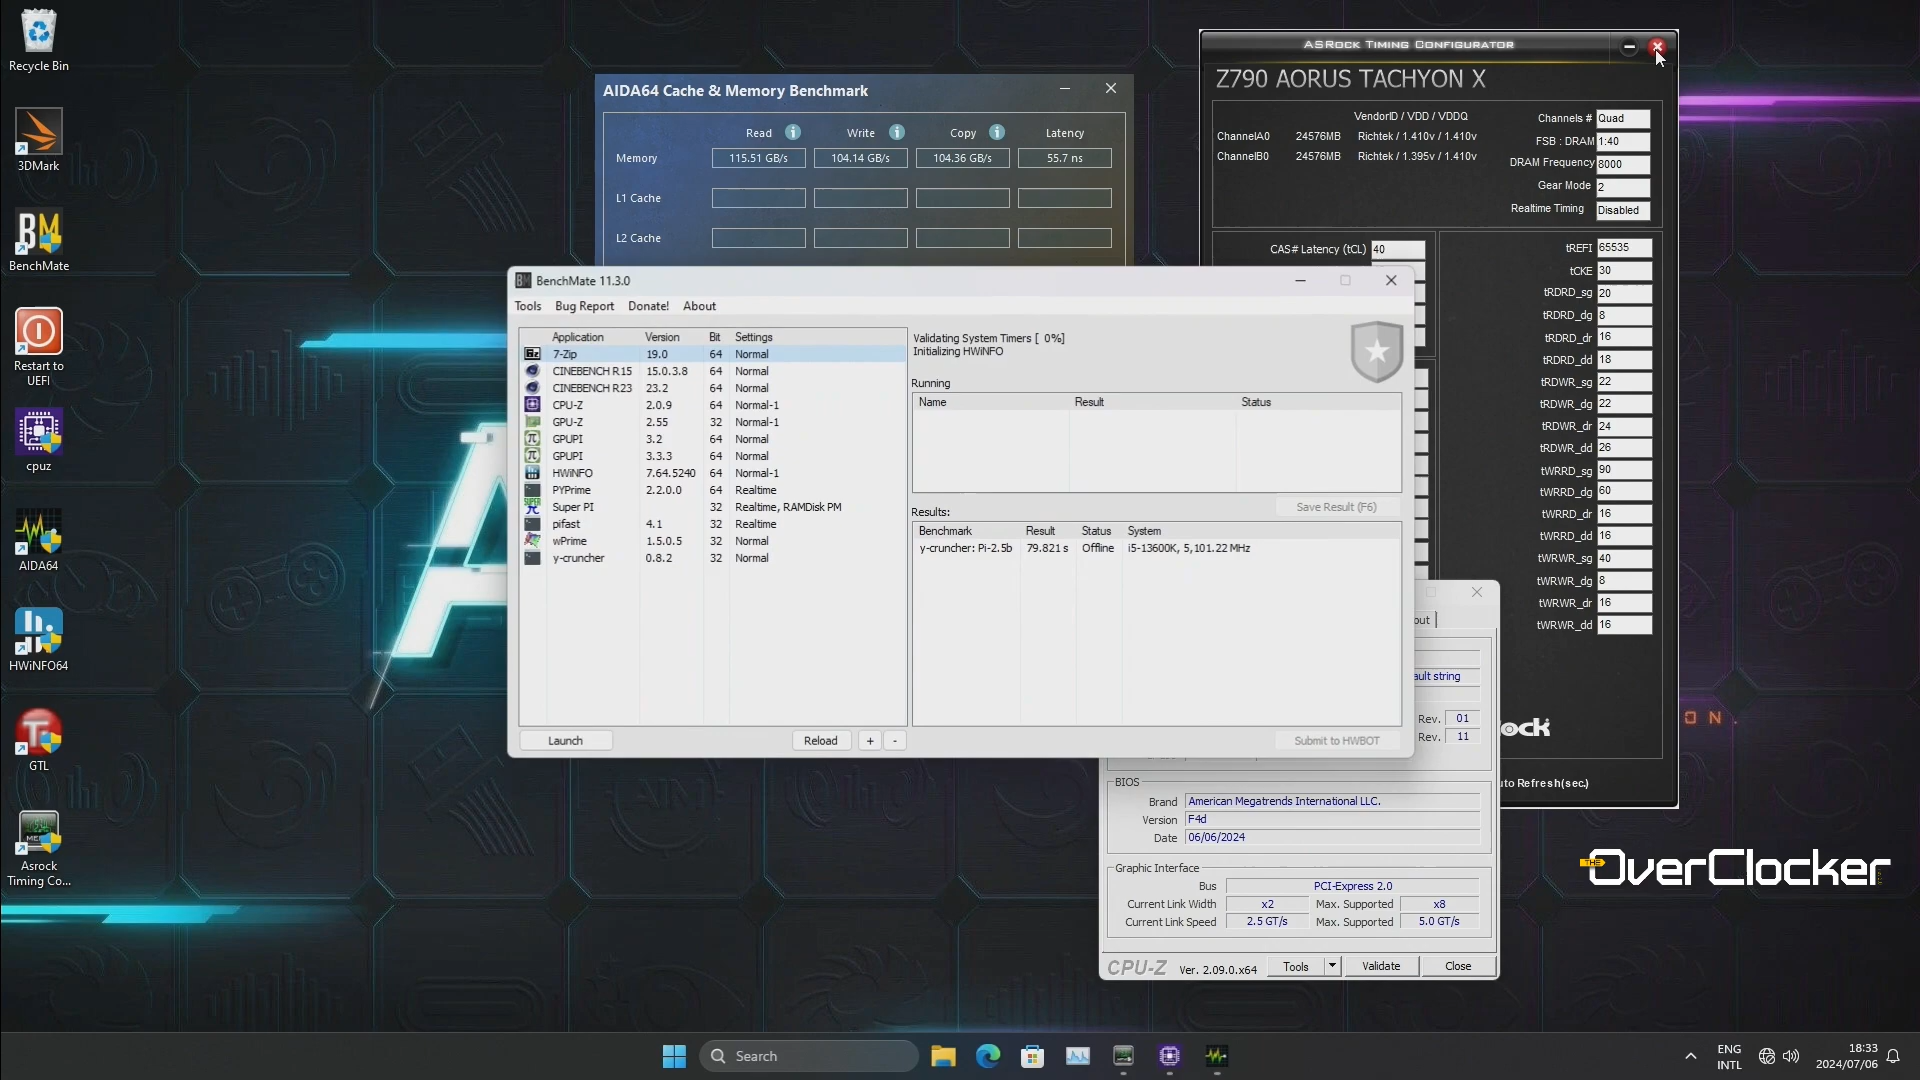 Recycle Bin
3DMark
BenchMate
Restart to
UEFI
cpuz
AIDA64
HWiNFO64
GTL
Asrock
Timing Co...
AIDA64 Cache & Memory Benchmark
Read Write Copy Latency
Memory 115.51 GB/s 104.14 GB/s 104.36 GB/s 55.7 ns
L1 Cache
L2 Cache
ASRock Timing Configurator
Z790 AORUS TACHYON X
VendorID / VDD / VDDQ
ChannelA0 24576MB Richtek / 1.410v / 1.410v
ChannelB0 24576MB Richtek / 1.395v / 1.410v
Channels # Quad
FSB : DRAM 1:40
DRAM Frequency 8000
Gear Mode 2
Realtime Timing Disabled
CAS# Latency (tCL) 40
tREFI 65535
tCKE 30
tRDRD_sg 20
tRDRD_dg 8
tRDRD_dr 16
tRDRD_dd 18
tRDWR_sg 22
tRDWR_dg 22
tRDWR_dr 24
tRDWR_dd 26
tWRRD_sg 90
tWRRD_dg 60
tWRRD_dr 16
tWRRD_dd 16
tWRWR_sg 40
tWRWR_dg 8
tWRWR_dr 16
tWRWR_dd 16
ock
uto Refresh(sec.)
BM BenchMate 11.3.0
Tools Bug Report Donate! About
Application Version Bit Settings
7-Zip 19.0 64 Normal
CINEBENCH R15 15.0.3.8 64 Normal
CINEBENCH R23 23.2 64 Normal
CPU-Z 2.0.9 64 Normal-1
GPU-Z 2.55 32 Normal-1
GPUPI 3.2 64 Normal
GPUPI 3.3.3 64 Normal
HWiNFO 7.64.5240 64 Normal-1
PYPrime 2.2.0.0 64 Realtime
Super PI 32 Realtime, RAMDisk PM
pifast 4.1 32 Realtime
wPrime 1.5.0.5 32 Normal
y-cruncher 0.8.2 32 Normal
Launch Reload + -
Validating System Timers [ 0%]
Initializing HWiNFO
Running
Name Result Status
Save Result (F6)
Results:
Benchmark Result Status System
y-cruncher: Pi-2.5b 79.821 s Offline i5-13600K, 5,101.22 MHz
Submit to HWBOT
out
ault string
Rev. 01
Rev. 11
BIOS
Brand American Megatrends International LLC.
Version F4d
Date 06/06/2024
Graphic Interface
Bus PCI-Express 2.0
Current Link Width x2 Max. Supported x8
Current Link Speed 2.5 GT/s Max. Supported 5.0 GT/s
CPU-Z Ver. 2.09.0.x64 Tools Validate Close
A
O N .
THE OverClocker
Search
ENG
INTL
18:33
2024/07/06